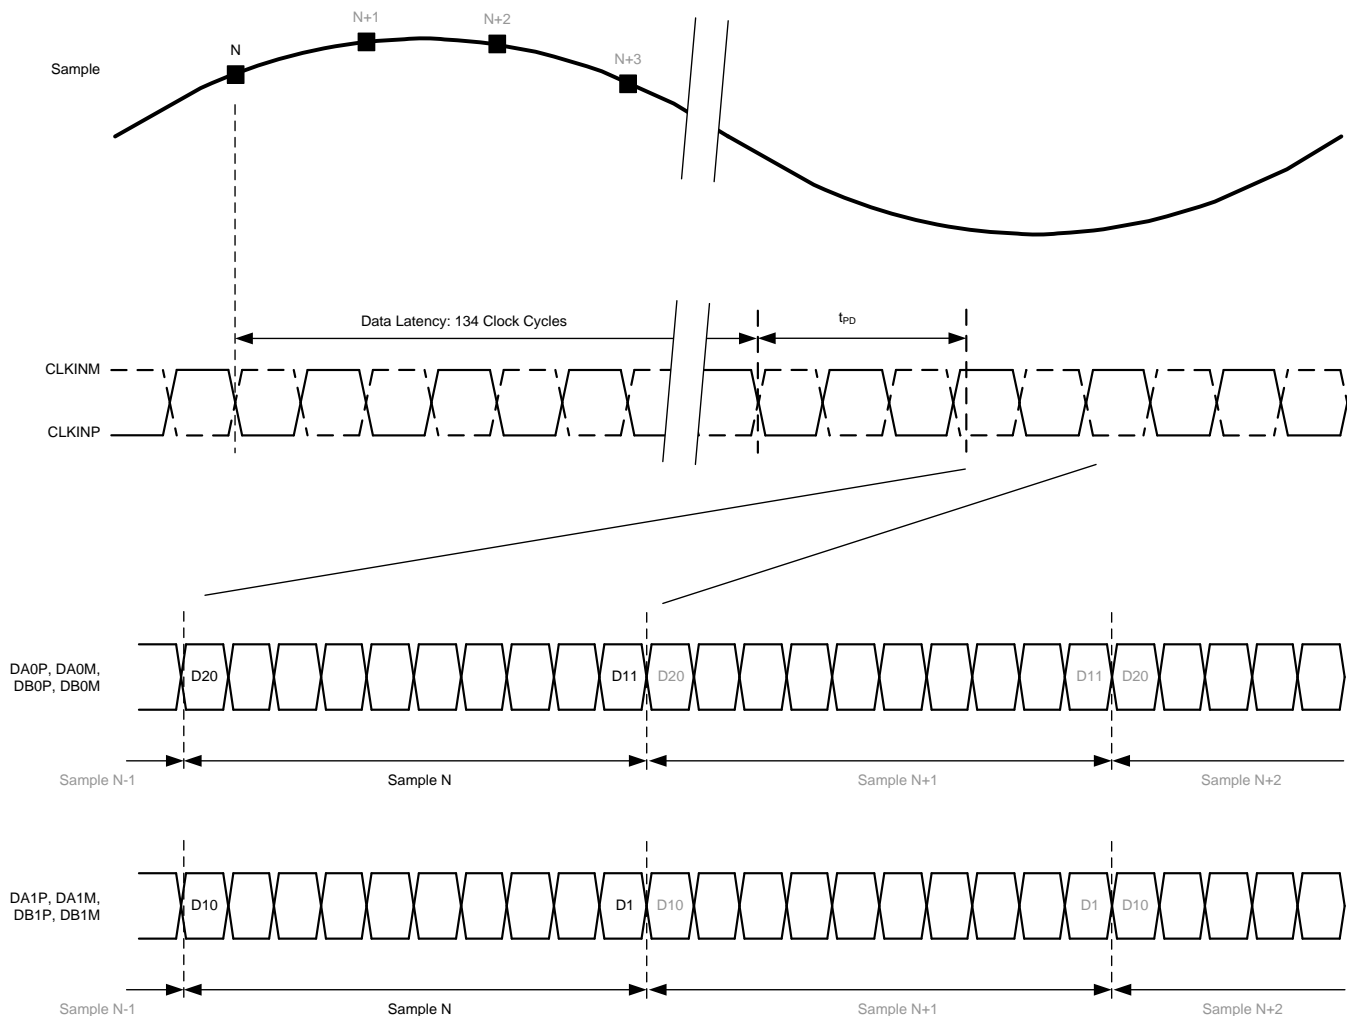 N+1
N+2
N
N+3
Sample
Data Latency: 134 Clock Cycles
tPD
CLKINM
CLKINP
DA0P, DA0M,
DB0P, DB0M
D20
D11
D20
D11
D20
Sample N-1
Sample N
Sample N+1
Sample N+2
DA1P, DA1M,
DB1P, DB1M
D10
D1
D10
D1
D10
Sample N-1
Sample N
Sample N+1
Sample N+2